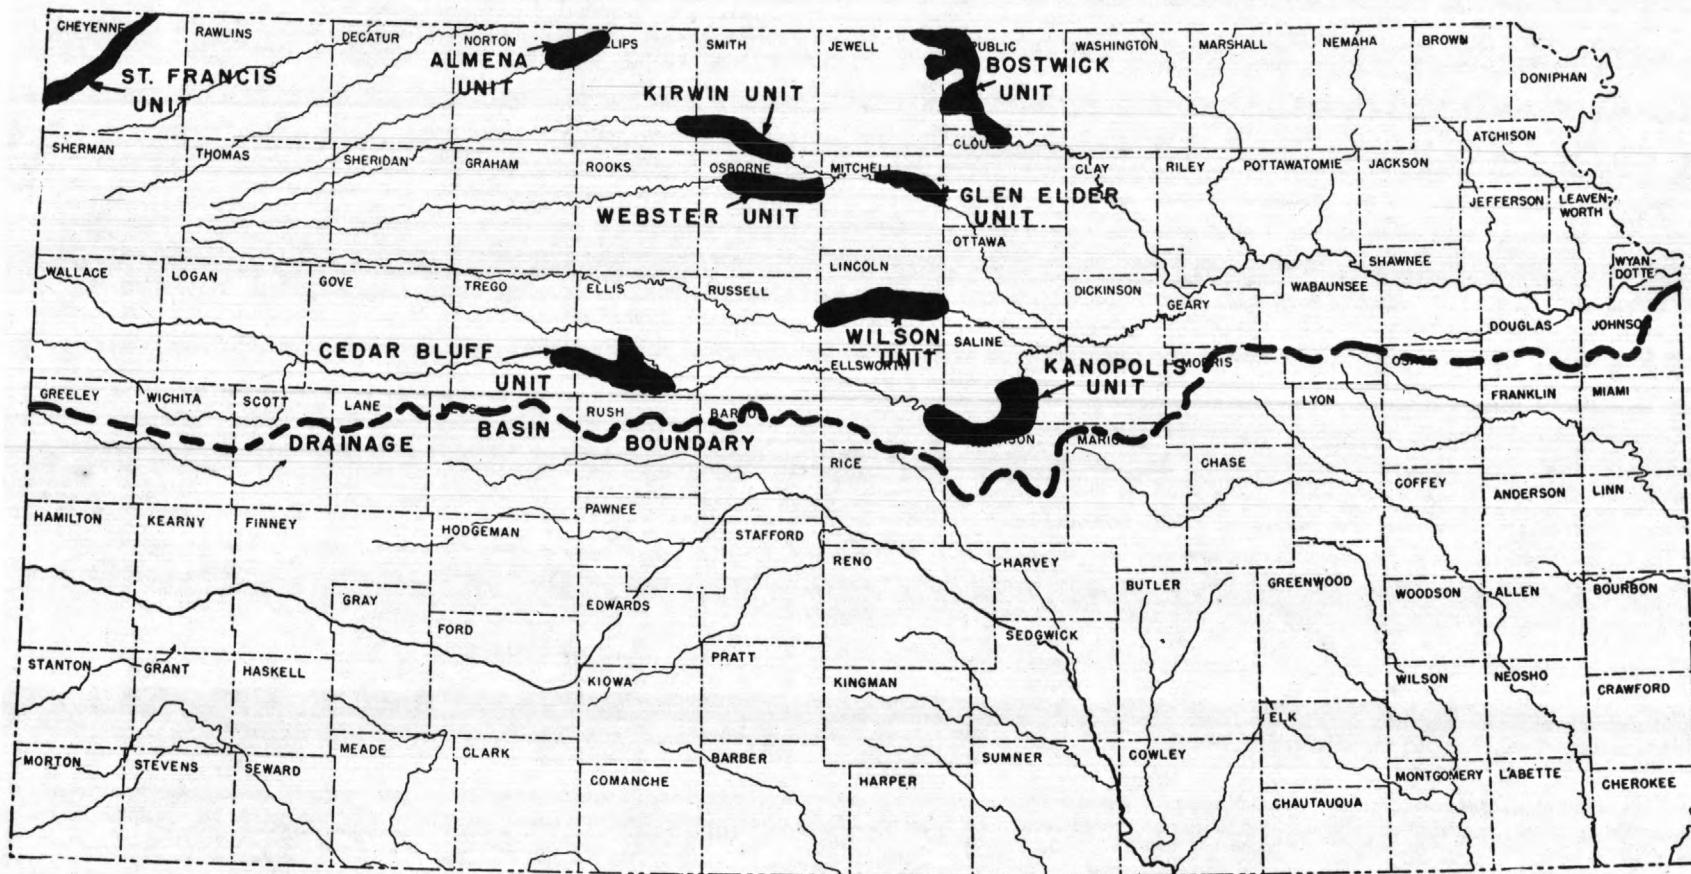 CHEYENNE
RAWLINS
DECATUR
NORTON
SMITH
JEWELL
WASHINGTON
MARSHALL
NEMAHA
BROWN
DONIPHAN
ST. FRANCIS
UNIT
ALMENA
UNIT
KIRWIN UNIT
BOSTWICK
UNIT
SHERMAN
THOMAS
SHERIDAN
GRAHAM
ROOKS
OSBORNE
MITCHELL
CLAY
RILEY
POTTAWATOMIE
JACKSON
ATCHISON
JEFFERSON
LEAVEN-
WORTH
WEBSTER UNIT
GLEN ELDER
UNIT
OTTAWA
WALLACE
LOGAN
GOVE
TREGO
ELLIS
RUSSELL
LINCOLN
DICKINSON
GEARY
WABAUNSEE
SHAWNEE
WYAN-
DOTTE
DOUGLAS
JOHNSON
CEDAR BLUFF
UNIT
WILSON
UNIT
SALINE
ELLSWORTH
KANOPOLIS
UNIT
MORRIS
GREELEY
WICHITA
SCOTT
LANE
RUSH
LYON
FRANKLIN
MIAMI
DRAINAGE BASIN BOUNDARY
RICE
CHASE
COFFEY
ANDERSON
LINN
HAMILTON
KEARNY
FINNEY
HODGEMAN
PAWNEE
STAFFORD
RENO
HARVEY
BUTLER
GREENWOOD
WOODSON
ALLEN
BOURBON
GRAY
FORD
EDWARDS
SEDGWICK
STANTON
GRANT
HASKELL
KIOWA
PRATT
KINGMAN
WILSON
NEOSHO
CRAWFORD
ELK
MORTON
STEVENS
SEWARD
MEADE
CLARK
COMANCHE
BARBER
HARPER
SUMNER
COWLEY
CHAUTAUQUA
MONTGOMERY
LABETTE
CHEROKEE